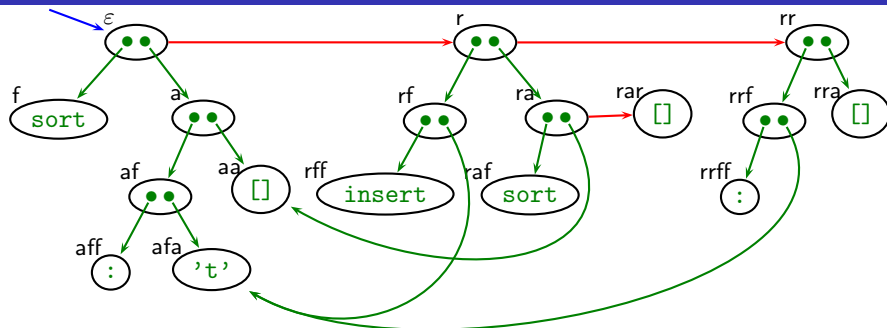 ε r rr
f sort a rf ra rar [] rrf rra []
af aa [] rff insert raf sort rrff :
aff : afa 't'